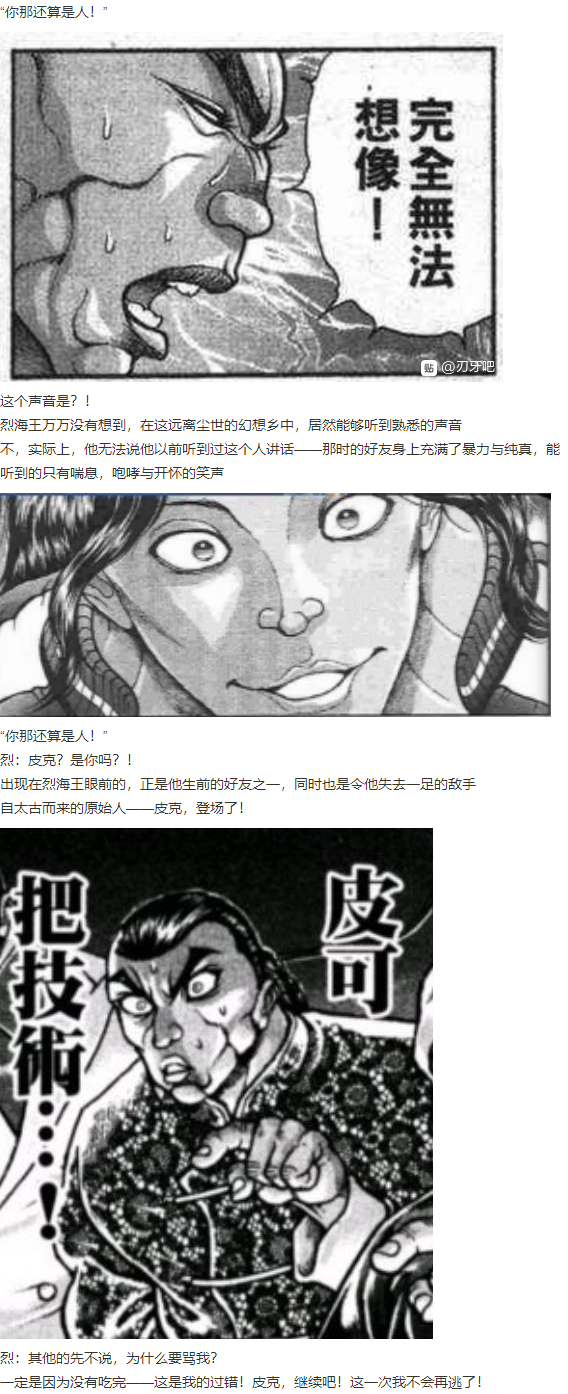 “你那还算是人！”
完全無法
想像！
貼 @刃牙吧
这个声音是？！
烈海王万万没有想到，在这远离尘世的幻想乡中，居然能够听到熟悉的声音
不，实际上，他无法说他以前听到过这个人讲话——那时的好友身上充满了暴力与纯真，能
听到的只有喘息，咆哮与开怀的笑声
“你那还算是人！”
烈：皮克？是你吗？！
出现在烈海王眼前的，正是他生前的好友之一，同时也是令他失去一足的敌手
自太古而来的原始人——皮克，登场了！
皮可
把技術……！
烈：其他的先不说，为什么要骂我？
一定是因为没有吃完——这是我的过错！皮克，继续吧！这一次我不会再逃了！